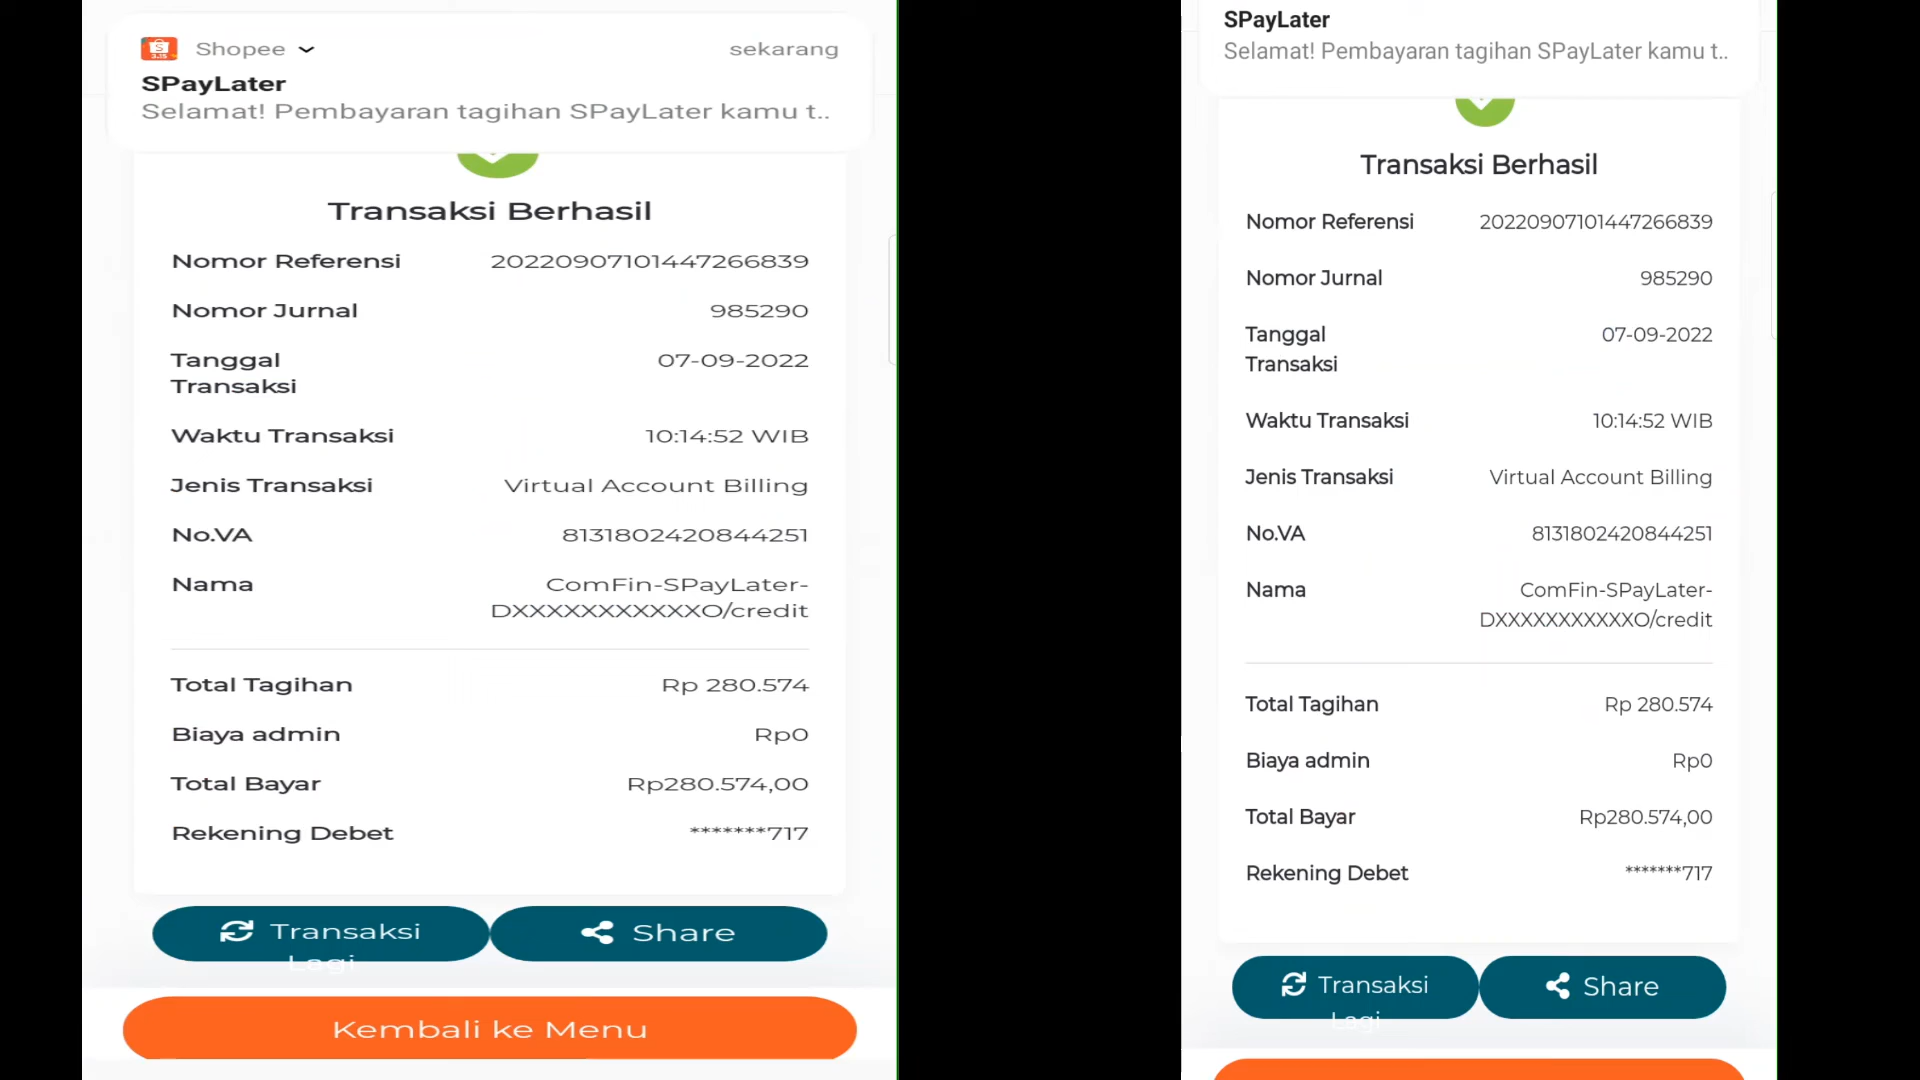 Shopee sekarang
SPayLater
Selamat! Pembayaran tagihan SPayLater kamu t..
Transaksi Berhasil
Nomor Referensi 20220907101447266839
Nomor Jurnal 985290
Tanggal 07-09-2022
Transaksi
Waktu Transaksi 10:14:52 WIB
Jenis Transaksi Virtual Account Billing
No.VA 8131802420844251
Nama ComFin-SPayLater-
DXXXXXXXXXXXO/credit
Total Tagihan Rp 280.574
Biaya admin Rp0
Total Bayar Rp280.574,00
Rekening Debet *******717
Transaksi Share
Lagi
Kembali ke Menu
SPayLater
Selamat! Pembayaran tagihan SPayLater kamu t..
Transaksi Berhasil
Nomor Referensi 20220907101447266839
Nomor Jurnal 985290
Tanggal 07-09-2022
Transaksi
Waktu Transaksi 10:14:52 WIB
Jenis Transaksi Virtual Account Billing
No.VA 8131802420844251
Nama ComFin-SPayLater-
DXXXXXXXXXXXO/credit
Total Tagihan Rp 280.574
Biaya admin Rp0
Total Bayar Rp280.574,00
Rekening Debet *******717
Transaksi Share
Lagi